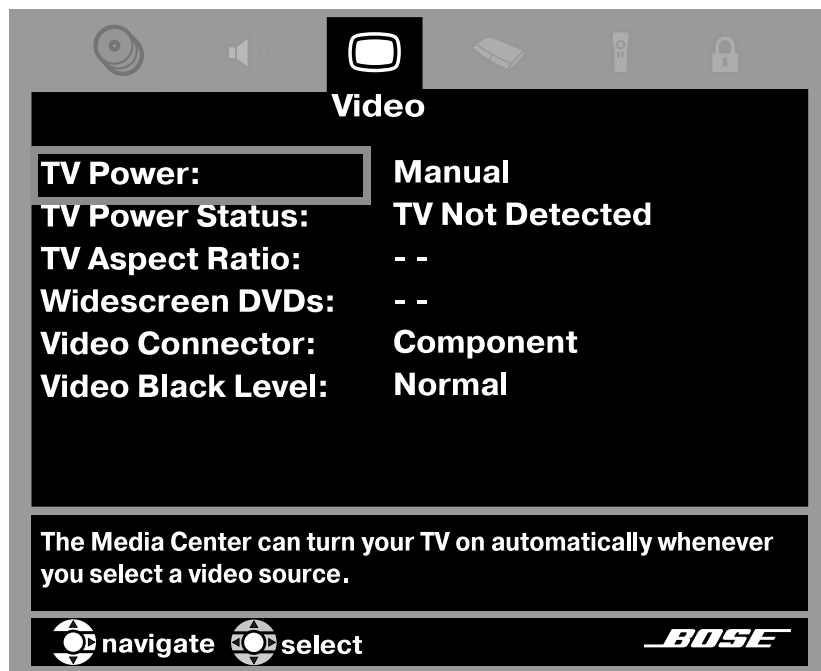 Video
TV Power: Manual
TV Power Status: TV Not Detected
TV Aspect Ratio: - -
Widescreen DVDs: - -
Video Connector: Component
Video Black Level: Normal
The Media Center can turn your TV on automatically whenever
you select a video source.
navigate select BOSE